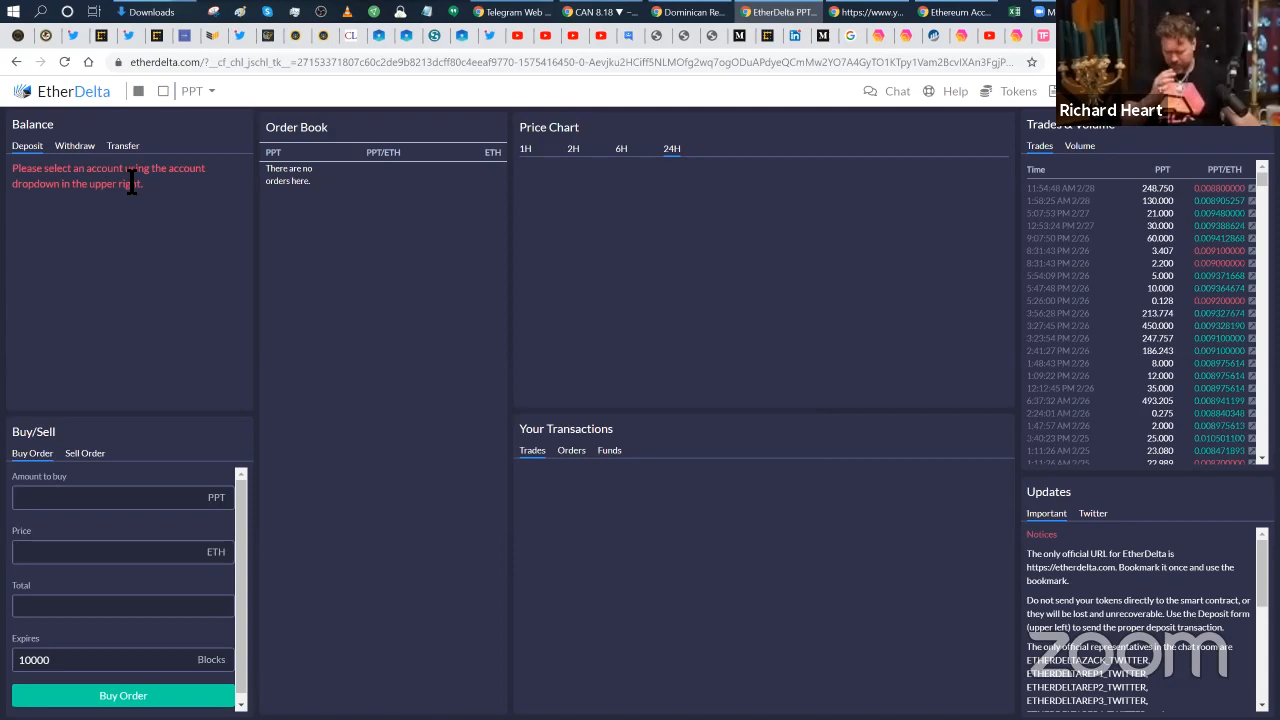 Downloads
Telegram Web ...
CAN 8.18 ▼ – ...
Dominican Re...
EtherDelta PPT...
https://www.y...
Ethereum Acc...
etherdelta.com/?__cf_chl_jschl_tk__=
EtherDelta
PPT
Chat
Help
Tokens
Richard Heart
Balance
Deposit
Withdraw
Transfer
Please select an account using the account
dropdown in the upper right.
Order Book
PPT PPT/ETH ETH
There are no
orders here.
Price Chart
1H 2H 6H 24H
Trades & Volume
Trades Volume
Time PPT PPT/ETH
11:54:48 AM 2/28 248.750 0.008800000
1:58:25 AM 2/28 130.000 0.008905257
5:07:53 PM 2/27 21.000 0.009480000
12:53:24 PM 2/27 30.000 0.009388624
9:07:50 PM 2/26 60.000 0.009412868
8:31:43 PM 2/26 3.407 0.009100000
8:31:43 PM 2/26 2.200 0.009000000
5:54:09 PM 2/26 5.000 0.009371668
5:47:48 PM 2/26 10.000 0.009364674
5:26:00 PM 2/26 0.128 0.009200000
3:56:28 PM 2/26 213.774 0.009327674
3:27:45 PM 2/26 450.000 0.009328190
3:23:54 PM 2/26 247.757 0.009100000
2:41:27 PM 2/26 186.243 0.009100000
1:48:43 PM 2/26 8.000 0.008975614
1:09:22 PM 2/26 12.000 0.008975614
12:12:45 PM 2/26 35.000 0.008975614
6:37:32 AM 2/26 493.205 0.008941199
2:24:01 AM 2/26 0.275 0.008840348
1:47:57 AM 2/26 2.000 0.008975613
3:40:23 PM 2/25 25.000 0.010501100
1:11:26 AM 2/25 23.080 0.008471893
1:11:26 AM 2/25 22.989 0.008700000
Buy/Sell
Buy Order Sell Order
Amount to buy
PPT
Price
ETH
Total
Expires
10000 Blocks
Buy Order
Your Transactions
Trades Orders Funds
Updates
Important Twitter
Notices
The only official URL for EtherDelta is
https://etherdelta.com. Bookmark it once and use the
bookmark.
Do not send your tokens directly to the smart contract, or
they will be lost and unrecoverable. Use the Deposit form
(upper left) to send the proper deposit transaction.
The only official representatives in the chat room are
ETHERDELTAZACK_TWITTER,
ETHERDELTAREP1_TWITTER,
ETHERDELTAREP2_TWITTER,
ETHERDELTAREP3_TWITTER,
zoom